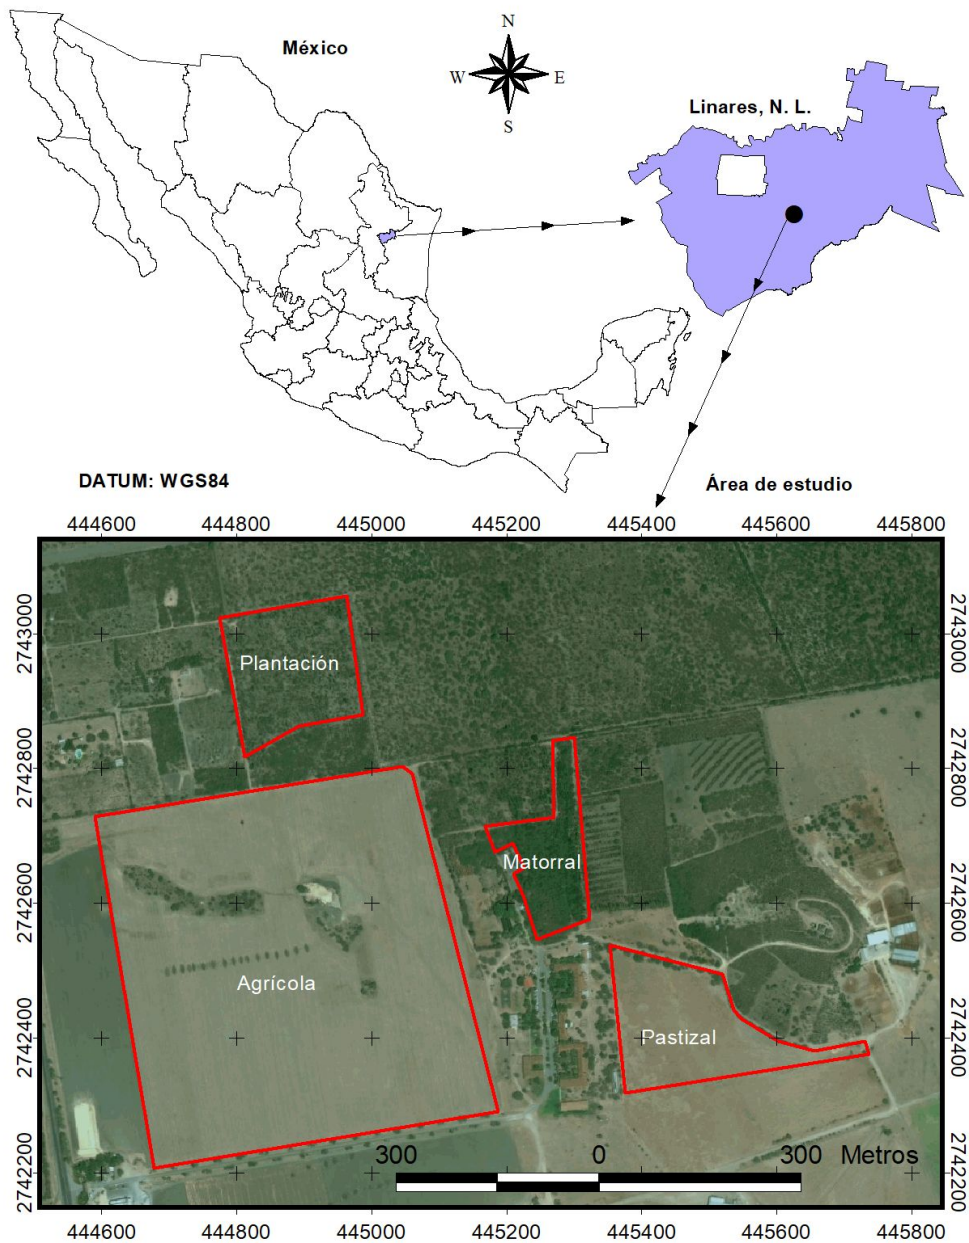 México
N
W
E
S
Linares, N. L.
DATUM: WGS84
Área de estudio
444600 444800 445000 445200 445400 445600 445800
2743000
2742800
2742600
2742400
2742200
Plantación
Matorral
Agrícola
Pastizal
300 0 300 Metros
2743000
2742800
2742600
2742400
2742200
444600 444800 445000 445200 445400 445600 445800